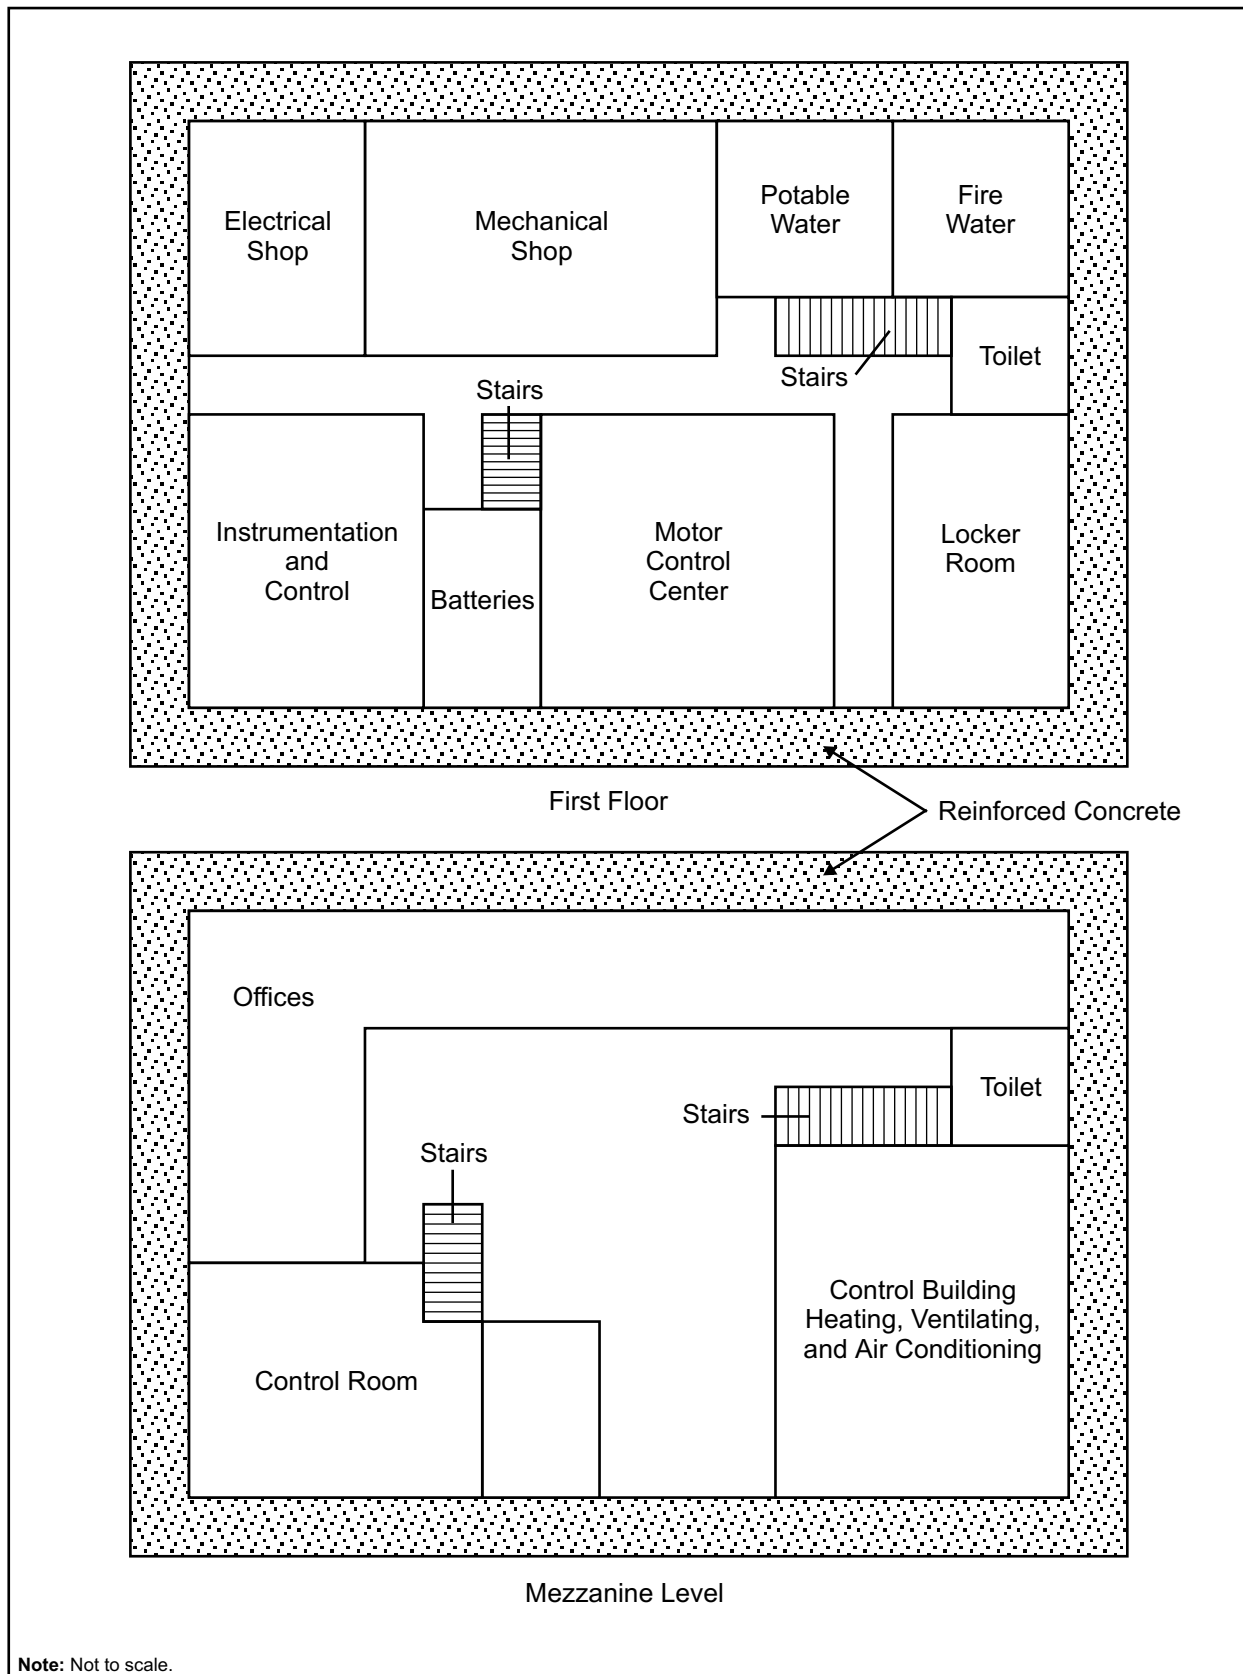 Electrical
Shop
Mechanical
Shop
Potable
Water
Fire
Water
Toilet
Stairs
Stairs
Instrumentation
and
Control
Batteries
Motor
Control
Center
Locker
Room
First Floor
Reinforced Concrete
Offices
Toilet
Stairs
Stairs
Control Building
Heating, Ventilating,
and Air Conditioning
Control Room
Mezzanine Level
Note: Not to scale.